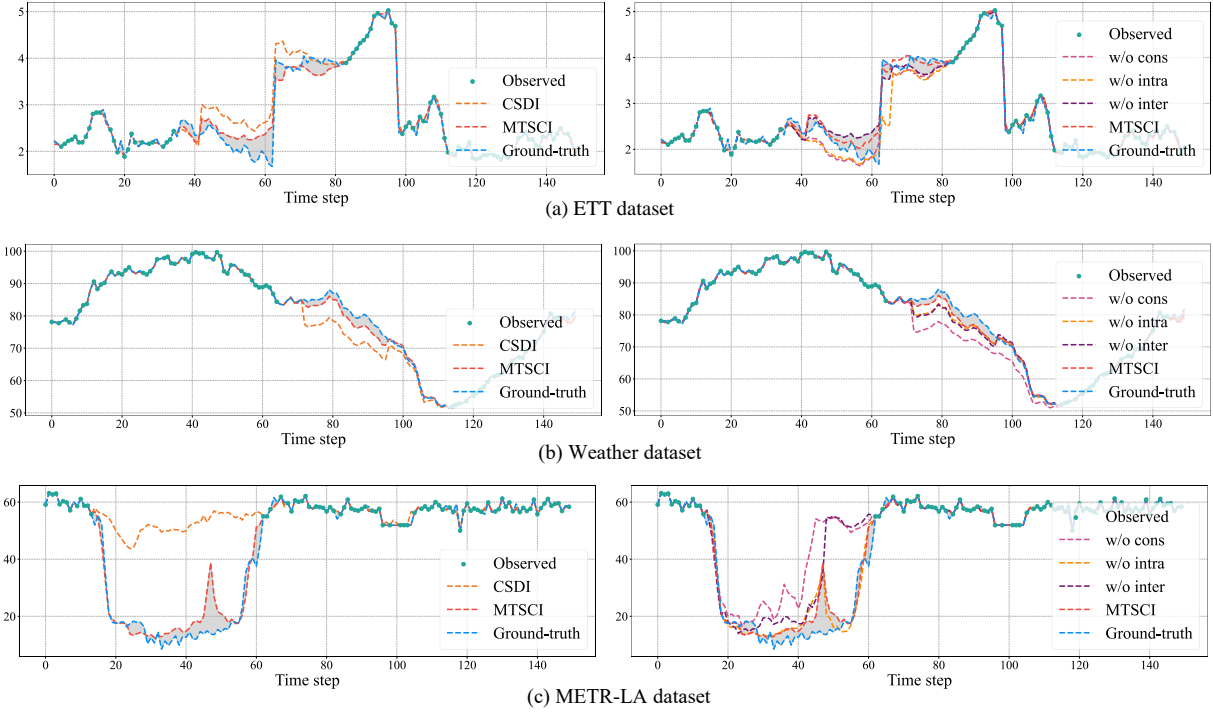 5
4
3
2
Observed
CSDI
MTSCI
Ground-truth
0 20 40 60 80 100 120 140
Time step
5
4
3
2
Observed
w/o cons
w/o intra
w/o inter
MTSCI
Ground-truth
0 20 40 60 80 100 120 140
Time step
(a) ETT dataset
100
90
80
70
60
50
Observed
CSDI
MTSCI
Ground-truth
0 20 40 60 80 100 120 140
Time step
100
90
80
70
60
50
Observed
w/o cons
w/o intra
w/o inter
MTSCI
Ground-truth
0 20 40 60 80 100 120 140
Time step
(b) Weather dataset
60
40
20
Observed
CSDI
MTSCI
Ground-truth
0 20 40 60 80 100 120 140
Time step
60
40
20
Observed
w/o cons
w/o intra
w/o inter
MTSCI
Ground-truth
0 20 40 60 80 100 120 140
Time step
(c) METR-LA dataset